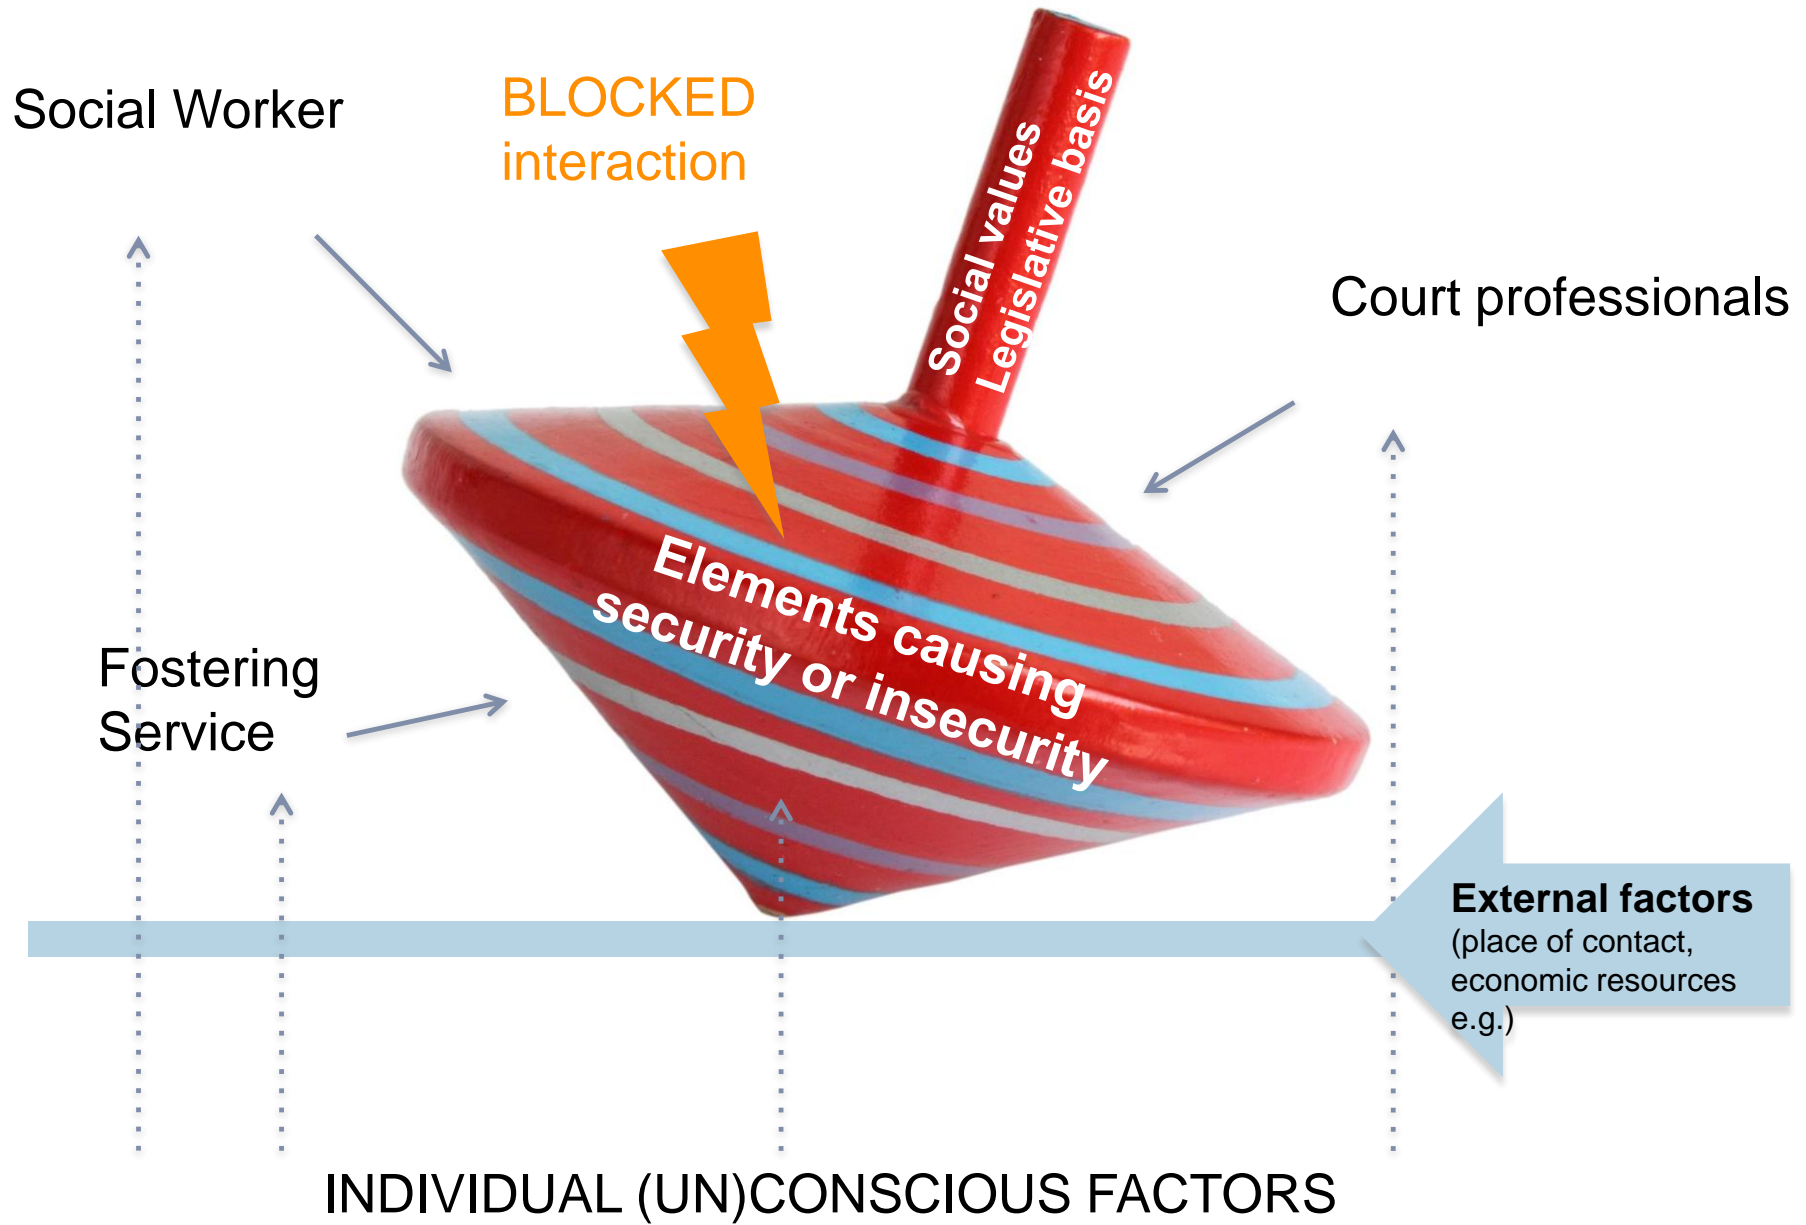 Social Worker
BLOCKED
interaction
Social values
Legislative basis
Court professionals
Elements causing
security or insecurity
Fostering
Service
External factors
(place of contact,
economic resources
e.g.)
INDIVIDUAL (UN)CONSCIOUS FACTORS